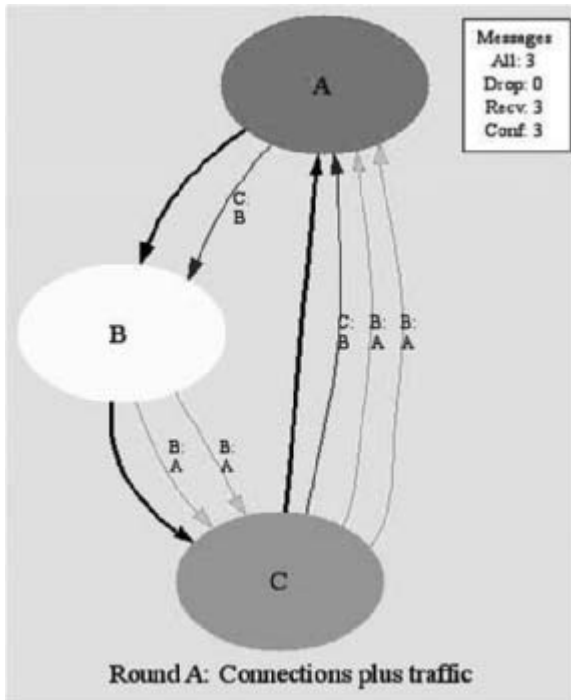 Messages
All: 3
Drop: 0
Recv: 3
Conf: 3
A
C:
B
B
C:
B
B:
A
B:
A
B:
A
B:
A
C
Round A: Connections plus traffic